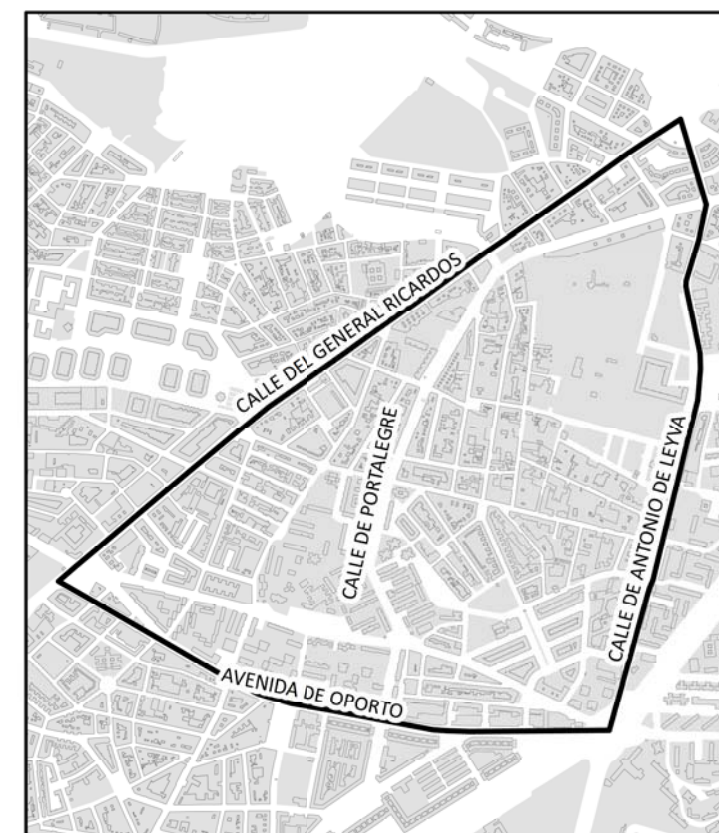 CALLE DEL GENERAL RICARDOS
CALLE DE PORTALEGRE
CALLE DE ANTONIO DE LEYVA
AVENIDA DE OPORTO